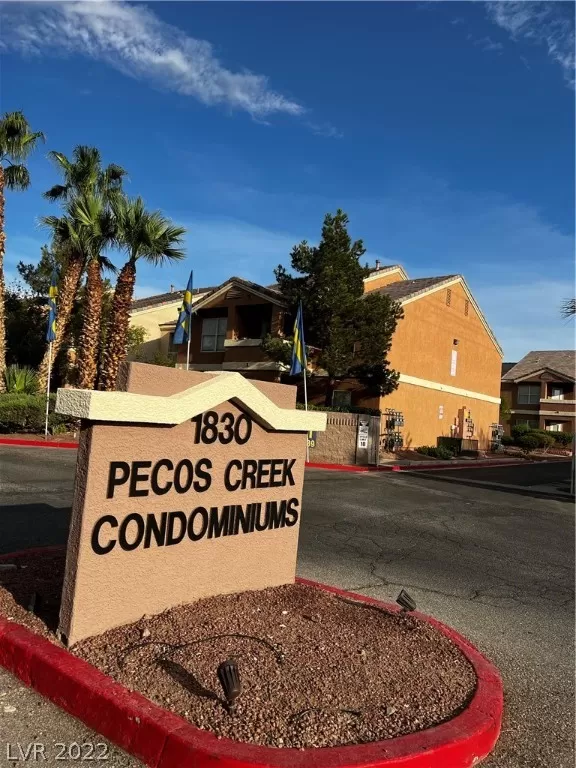 1830
PECOS CREEK
CONDOMINIUMS
LVR 2022